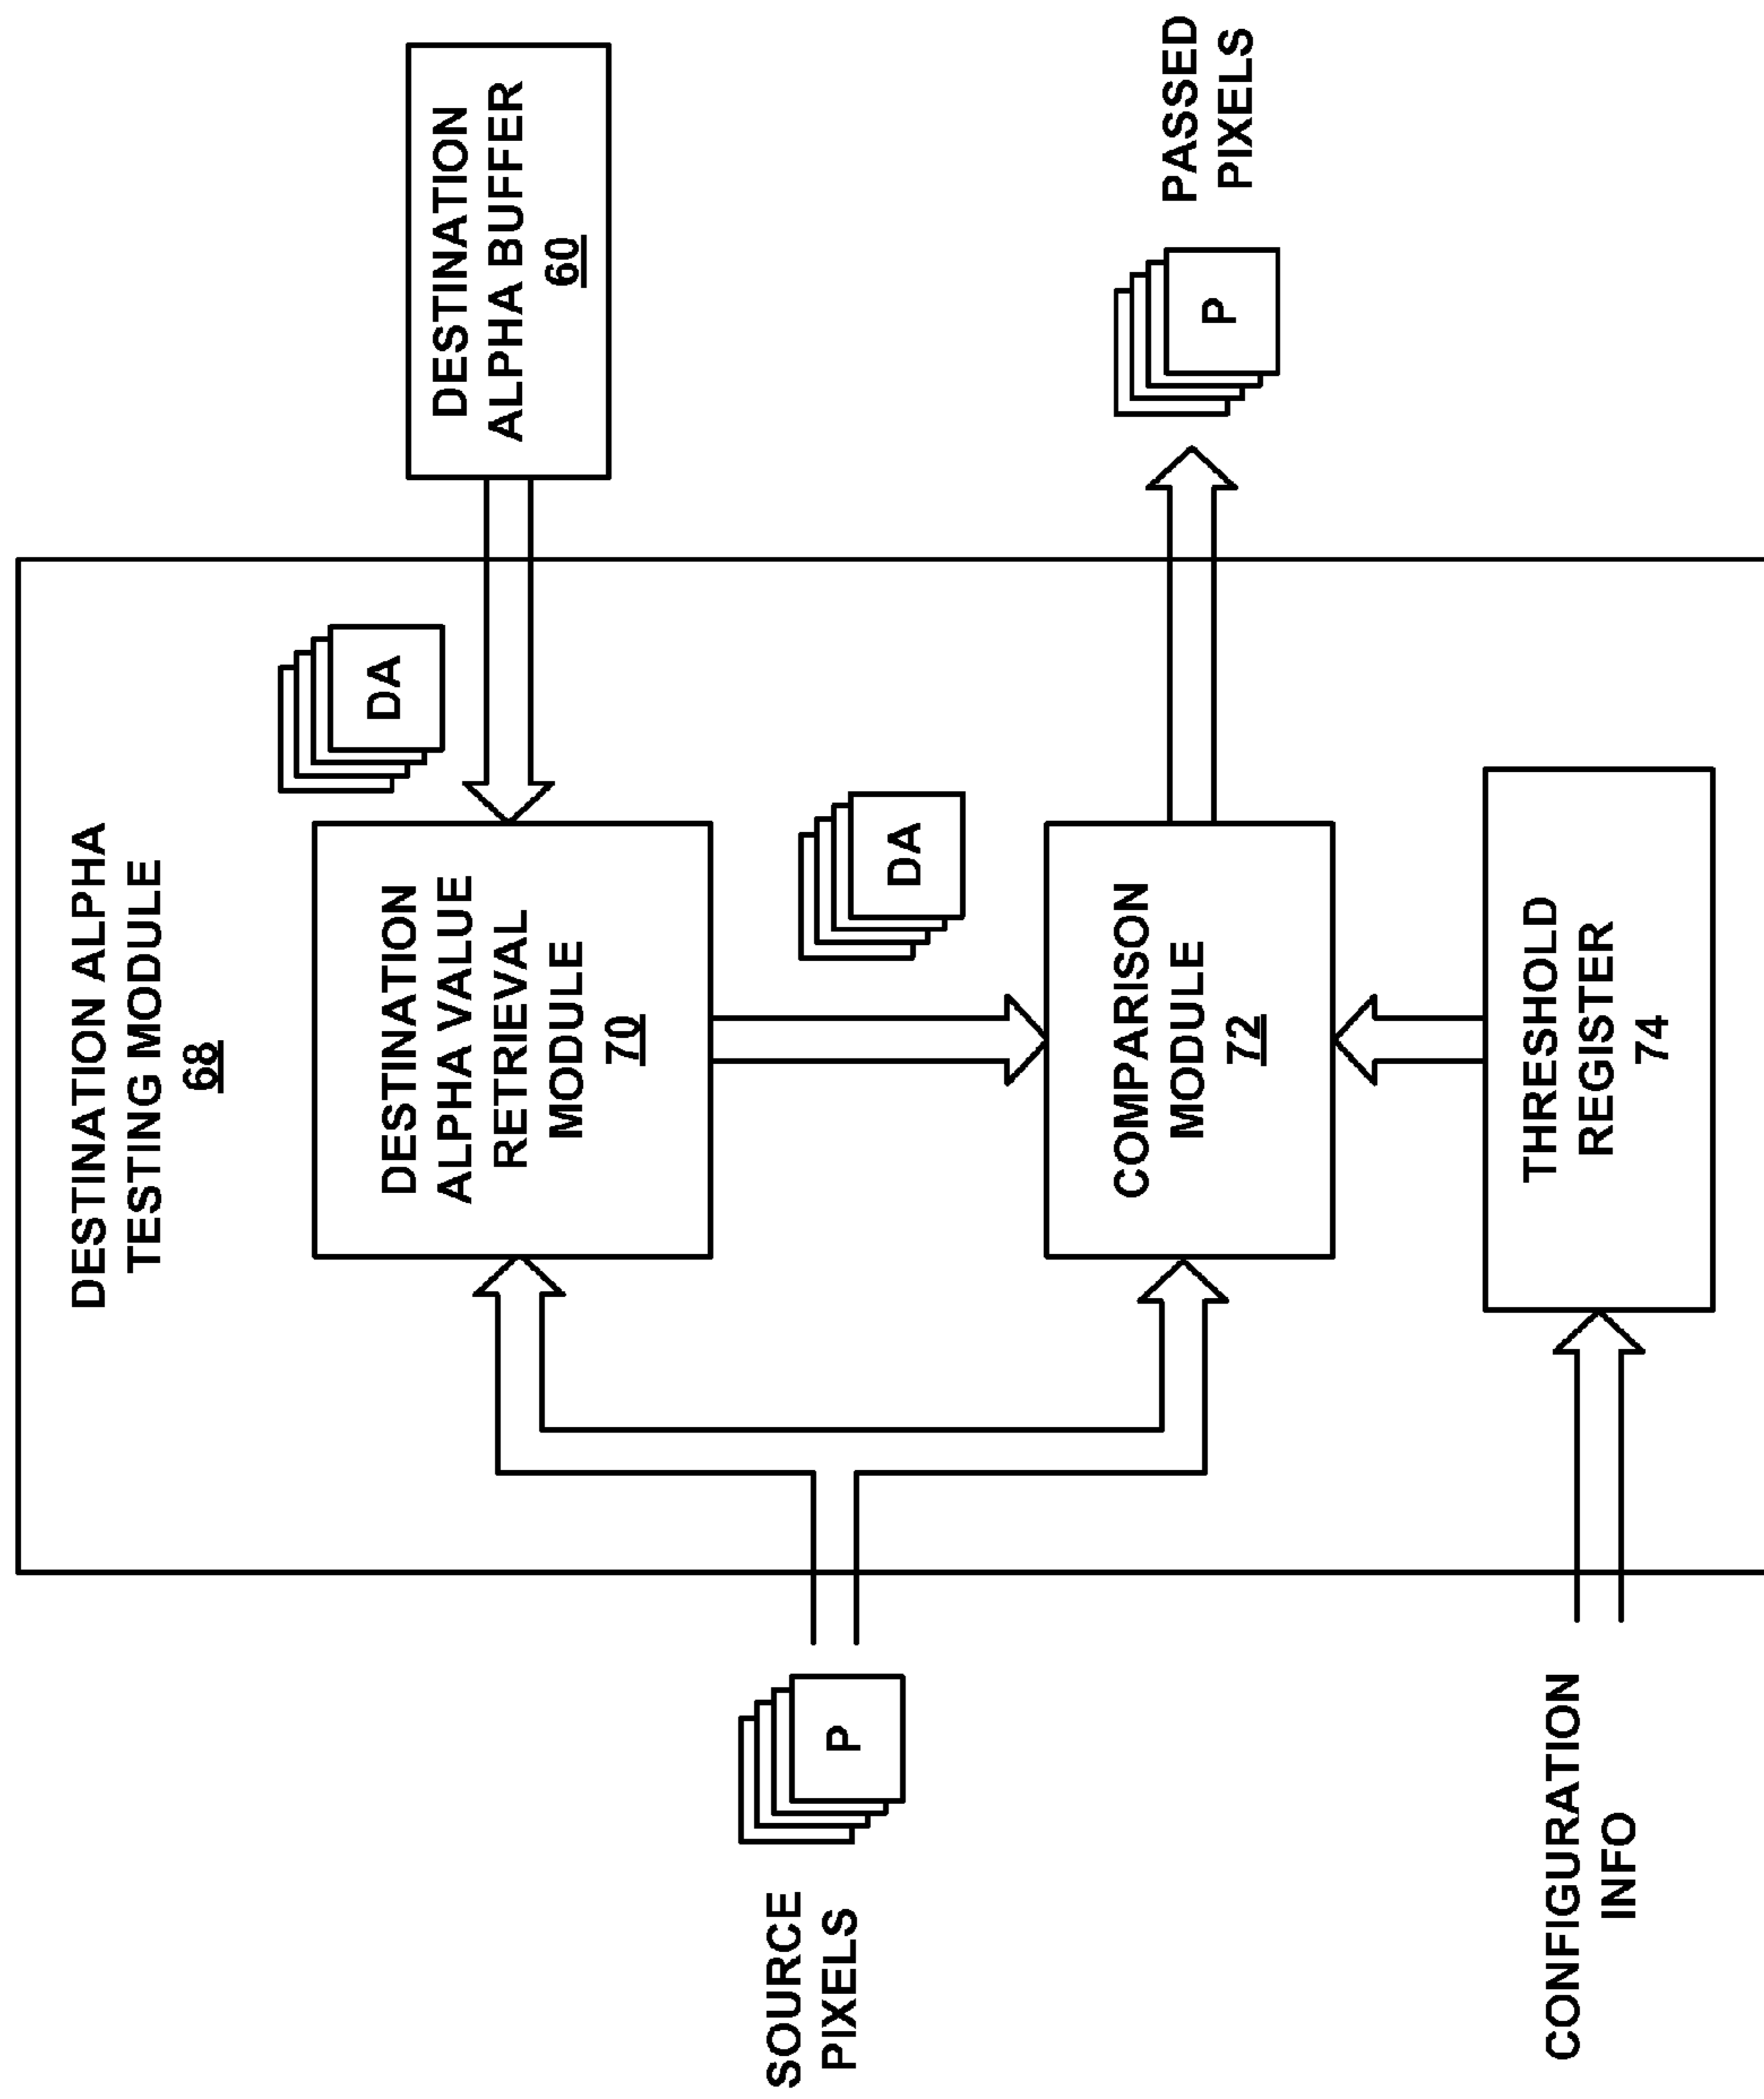 DESTINATION ALPHA
TESTING MODULE
68
DESTINATION
ALPHA BUFFER
60
DA
DESTINATION
ALPHA VALUE
RETRIEVAL
MODULE
70
DA
SOURCE
PIXELS
P
COMPARISON
MODULE
72
P
PASSED
PIXELS
CONFIGURATION
INFO
THRESHOLD
REGISTER
74